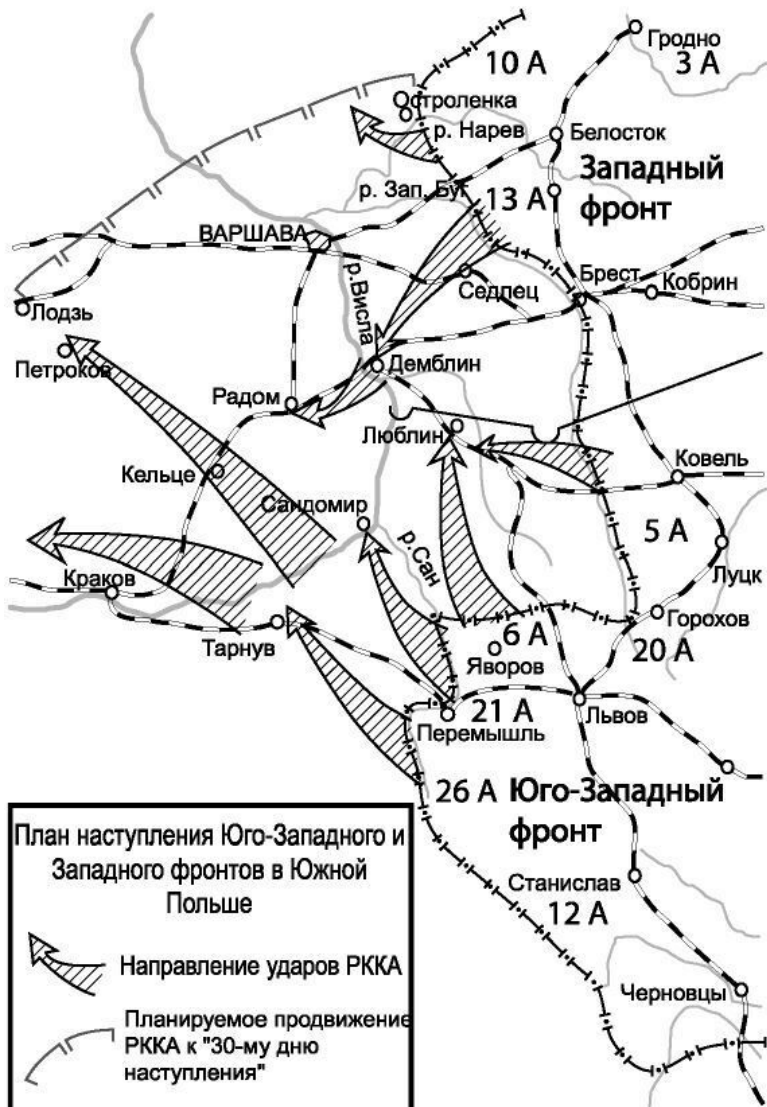 Гродно
10 А
3 А
Остроленка
р. Нарев
Белосток
Западный
фронт
р. Зап. Буг
13 А
ВАРШАВА
р.Висла
Седлец
Брест
Кобрин
Лодзь
Петроков
Демблин
Радом
Люблин
Ковель
Кельце
Сандомир
р.Сан
5 А
Луцк
Краков
Тарнув
Горохов
6 А
20 А
Яворов
Львов
21 А
Перемышль
26 А
Юго-Западный
фронт
Станислав
12 А
Черновцы
План наступления Юго-Западного и
Западного фронтов в Южной
Польше
Направление ударов РККА
Планируемое продвижение
РККА к "30-му дню
наступления"